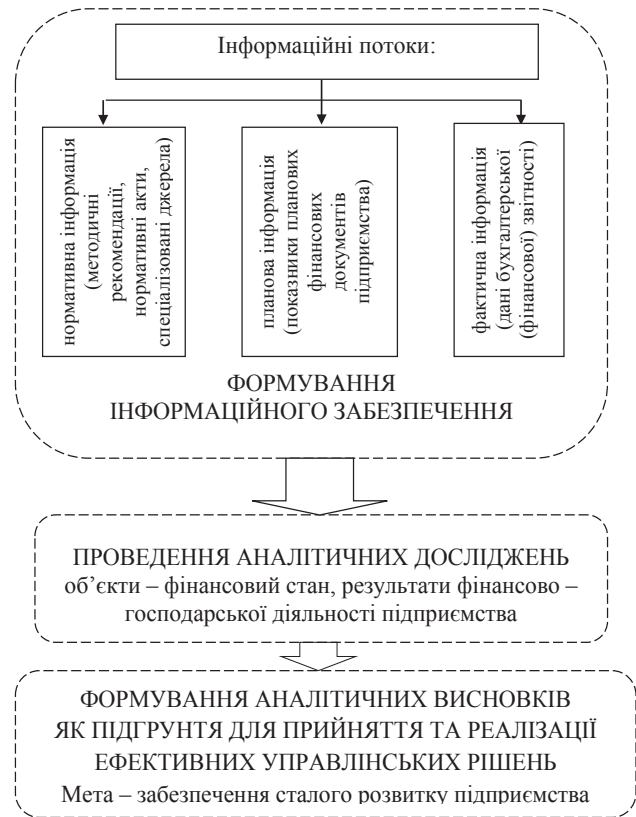 Інформаційні потоки:
нормативна інформація
(методичні
рекомендації,
нормативні акти,
спеціалізовані джерела)
планова інформація
(показники планових
фінансових
документів
підприємства)
фактична інформація
(дані бухгалтерської
(фінансової) звітності)
ФОРМУВАННЯ
ІНФОРМАЦІЙНОГО ЗАБЕЗПЕЧЕННЯ
ПРОВЕДЕННЯ АНАЛІТИЧНИХ ДОСЛІДЖЕНЬ
об’єкти – фінансовий стан, результати фінансово –
господарської діяльності підприємства
ФОРМУВАННЯ АНАЛІТИЧНИХ ВИСНОВКІВ
ЯК ПІДГРУНТЯ ДЛЯ ПРИЙНЯТТЯ ТА РЕАЛІЗАЦІЇ
ЕФЕКТИВНИХ УПРАВЛІНСЬКИХ РІШЕНЬ
Мета – забезпечення сталого розвитку підприємства